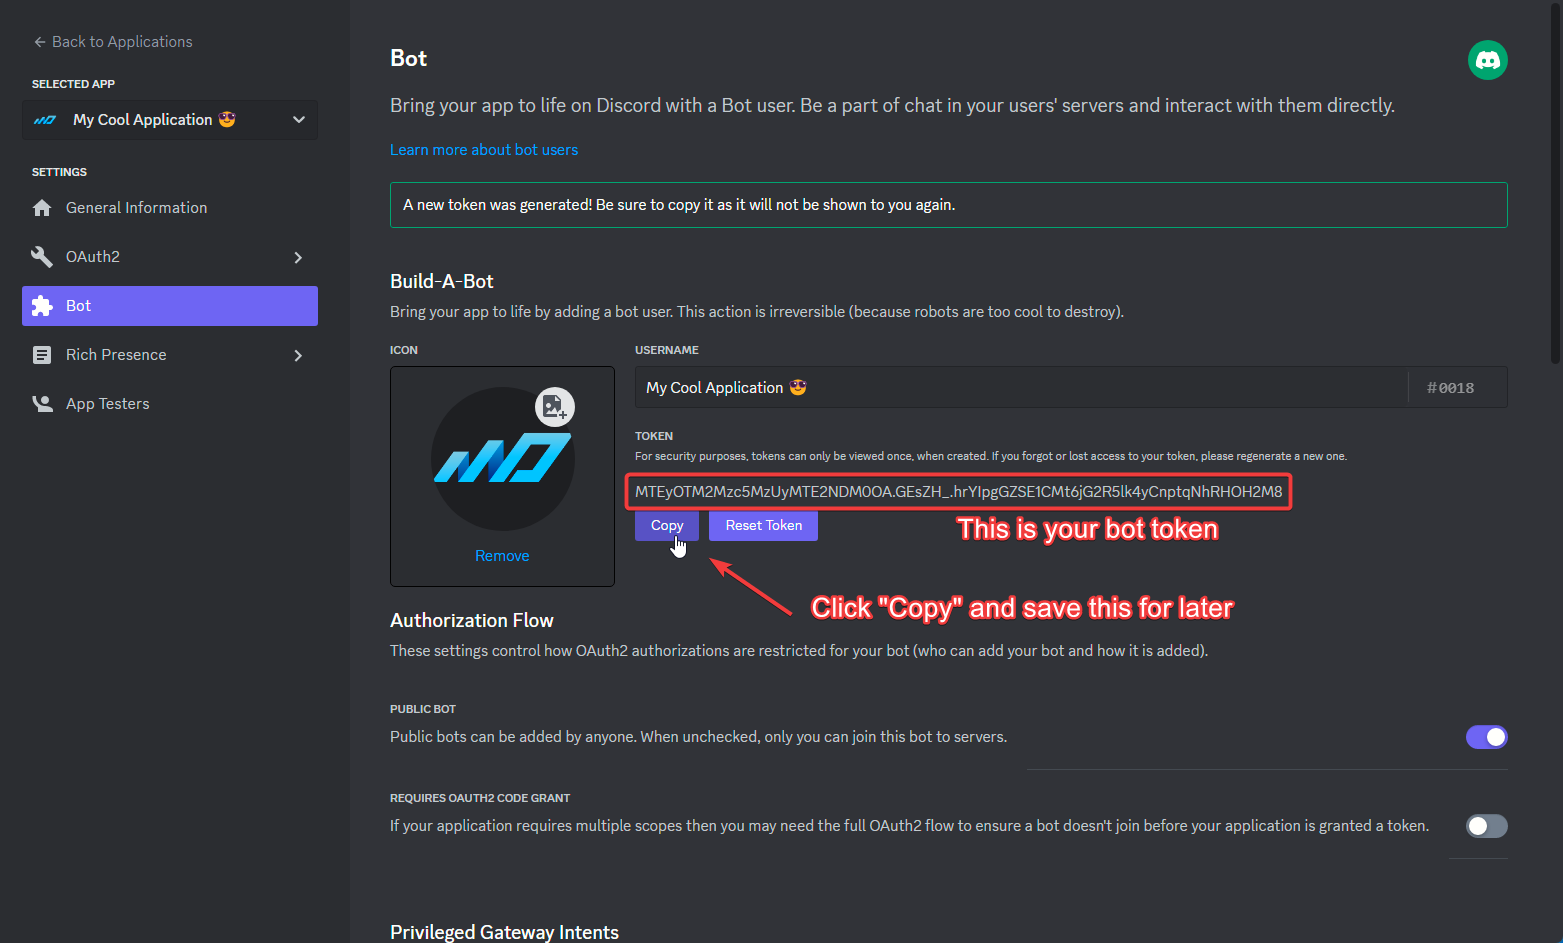 ← Back to Applications
SELECTED APP
My Cool Application 😎
SETTINGS
General Information
OAuth2
Bot
Rich Presence
App Testers
Bot
Bring your app to life on Discord with a Bot user. Be a part of chat in your users' servers and interact with them directly.
Learn more about bot users
A new token was generated! Be sure to copy it as it will not be shown to you again.
Build-A-Bot
Bring your app to life by adding a bot user. This action is irreversible (because robots are too cool to destroy).
ICON
Remove
USERNAME
My Cool Application 😎 #0018
TOKEN
For security purposes, tokens can only be viewed once, when created. If you forgot or lost access to your token, please regenerate a new one.
MTEyOTM2Mzc5MzUyMTE2NDM0OA.GEsZH_.hrYIpgGZSE1CMt6jG2R5lk4yCnptqNhRHOH2M8
Copy Reset Token
This is your bot token
Click "Copy" and save this for later
Authorization Flow
These settings control how OAuth2 authorizations are restricted for your bot (who can add your bot and how it is added).
PUBLIC BOT
Public bots can be added by anyone. When unchecked, only you can join this bot to servers.
REQUIRES OAUTH2 CODE GRANT
If your application requires multiple scopes then you may need the full OAuth2 flow to ensure a bot doesn't join before your application is granted a token.
Privileged Gateway Intents